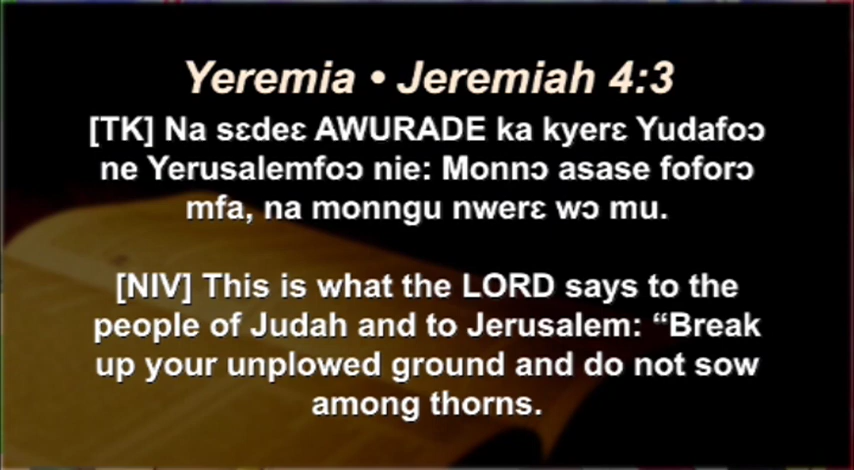 Yeremia • Jeremiah 4:3
[TK] Na sɛdeɛ AWURADE ka kyerɛ Yudafoɔ
ne Yerusalemfoɔ nie: Monnɔ asase foforɔ
mfa, na monngu nwerɛ wɔ mu.
[NIV] This is what the LORD says to the
people of Judah and to Jerusalem: “Break
up your unplowed ground and do not sow
among thorns.